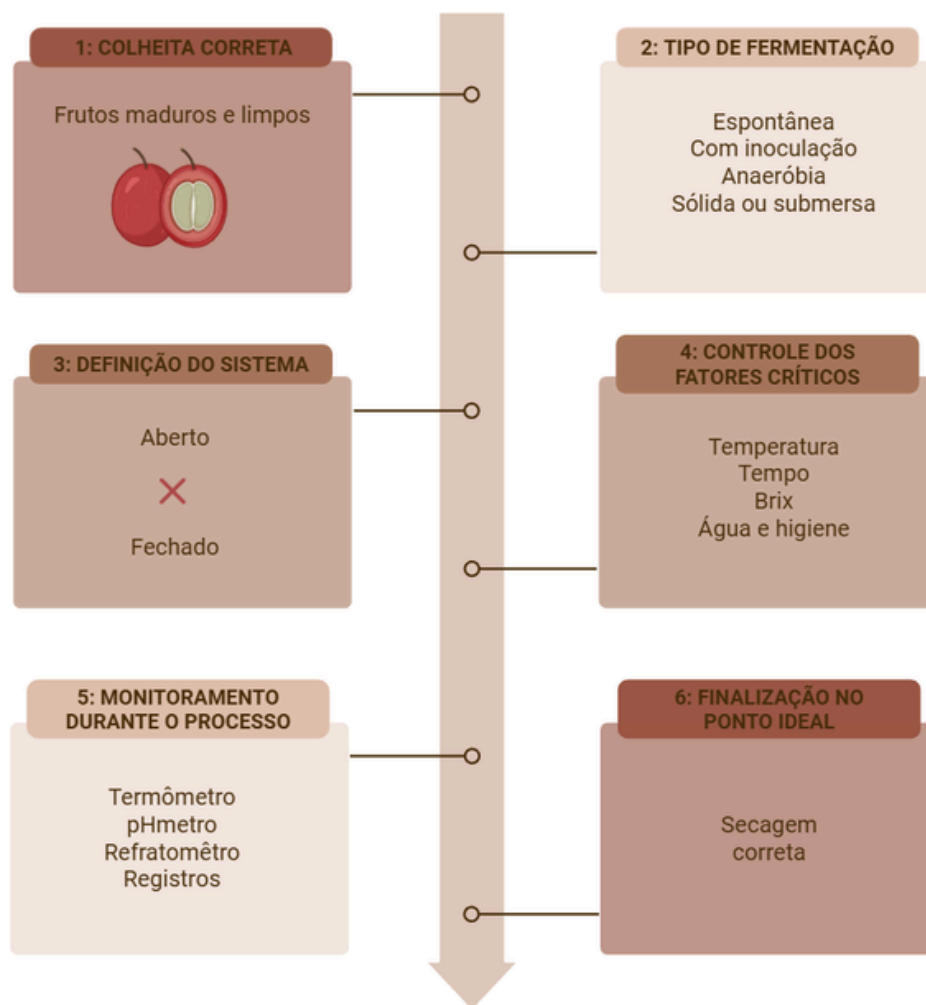 1: COLHEITA CORRETA
Frutos maduros e limpos
2: TIPO DE FERMENTAÇÃO
Espontânea
Com inoculação
Anaeróbia
Sólida ou submersa
3: DEFINIÇÃO DO SISTEMA
Aberto
Fechado
4: CONTROLE DOS
FATORES CRÍTICOS
Temperatura
Tempo
Brix
Água e higiene
5: MONITORAMENTO
DURANTE O PROCESSO
Termômetro
pHmetro
Refratomêtro
Registros
6: FINALIZAÇÃO NO
PONTO IDEAL
Secagem
correta